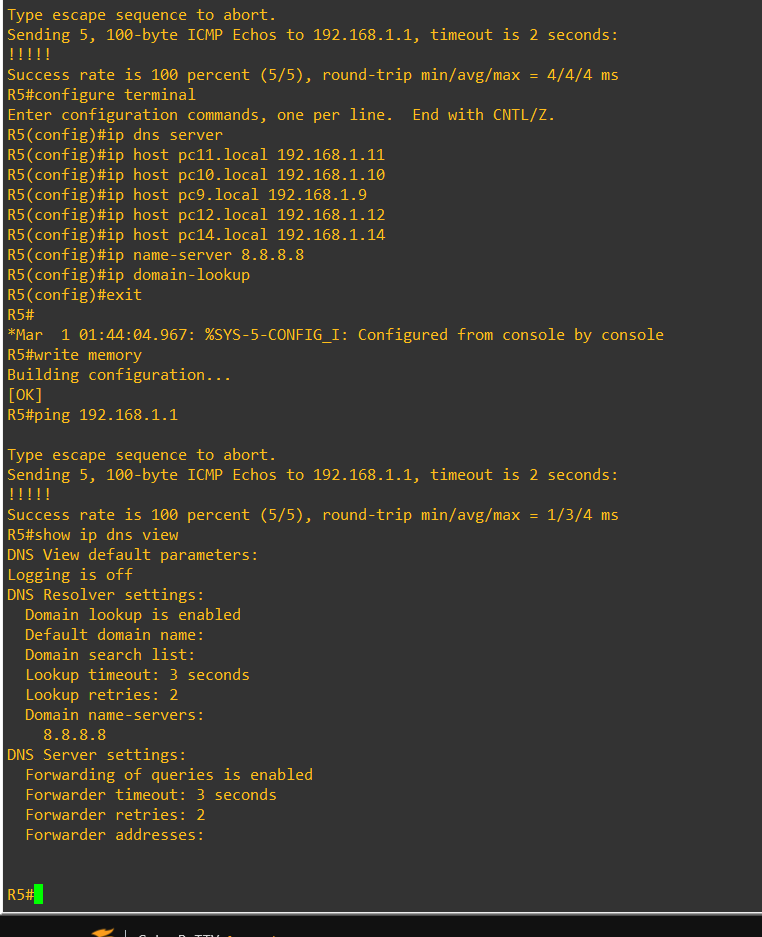 Type escape sequence to abort.
Sending 5, 100-byte ICMP Echos to 192.168.1.1, timeout is 2 seconds:
!!!!!
Success rate is 100 percent (5/5), round-trip min/avg/max = 4/4/4 ms
R5#configure terminal
Enter configuration commands, one per line.  End with CNTL/Z.
R5(config)#ip dns server
R5(config)#ip host pc11.local 192.168.1.11
R5(config)#ip host pc10.local 192.168.1.10
R5(config)#ip host pc9.local 192.168.1.9
R5(config)#ip host pc12.local 192.168.1.12
R5(config)#ip host pc14.local 192.168.1.14
R5(config)#ip name-server 8.8.8.8
R5(config)#ip domain-lookup
R5(config)#exit
R5#
*Mar  1 01:44:04.967: %SYS-5-CONFIG_I: Configured from console by console
R5#write memory
Building configuration...
[OK]
R5#ping 192.168.1.1
Type escape sequence to abort.
Sending 5, 100-byte ICMP Echos to 192.168.1.1, timeout is 2 seconds:
!!!!!
Success rate is 100 percent (5/5), round-trip min/avg/max = 1/3/4 ms
R5#show ip dns view
DNS View default parameters:
Logging is off
DNS Resolver settings:
  Domain lookup is enabled
  Default domain name:
  Domain search list:
  Lookup timeout: 3 seconds
  Lookup retries: 2
  Domain name-servers:
    8.8.8.8
DNS Server settings:
  Forwarding of queries is enabled
  Forwarder timeout: 3 seconds
  Forwarder retries: 2
  Forwarder addresses:
R5#